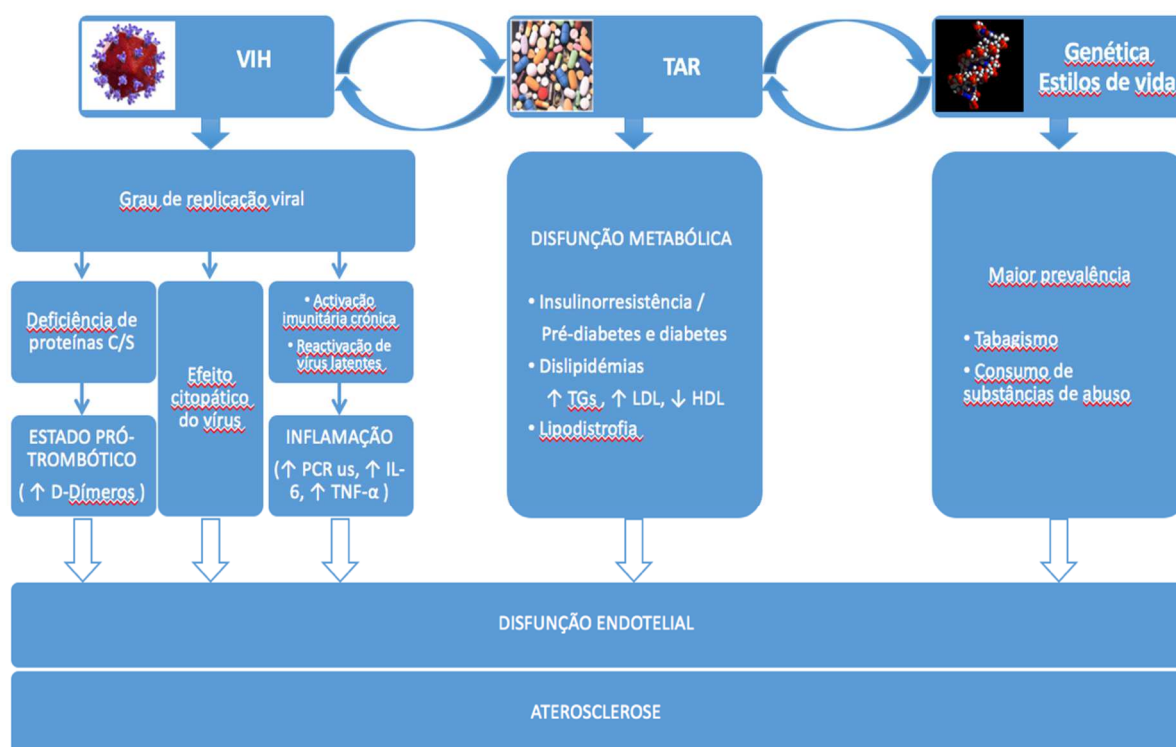 VIH
TAR
Genética
Estilos de vida
Grau de replicação viral
Deficiência de
proteínas C/S
ESTADO PRÓ-
TROMBÓTICO
( ↑ D-Dímeros )
Efeito
citopático
do vírus
• Activação
imunitária crónica
• Reactivação de
vírus latentes
INFLAMAÇÃO
(↑ PCR us, ↑ IL-
6, ↑ TNF-α )
DISFUNÇÃO METABÓLICA
• Insulinorresistência /
Pré-diabetes e diabetes
• Dislipidémias
↑ TGs , ↑ LDL, ↓ HDL
• Lipodistrofia
Maior prevalência
• Tabagismo
• Consumo de
substâncias de abuso
DISFUNÇÃO ENDOTELIAL
ATEROSCLEROSE